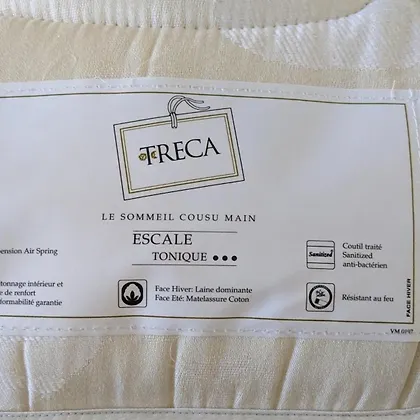 TRECA
LE SOMMEIL COUSU MAIN
ESCALE
TONIQUE
Air Spring
intérieur et
de renfort
garantie
Face Hiver: Laine dominante
Face Eté: Matelassure Coton
Sanitized
Coutil traité
Sanitized
anti-bactérien
Résistant au feu
FACE HIVER